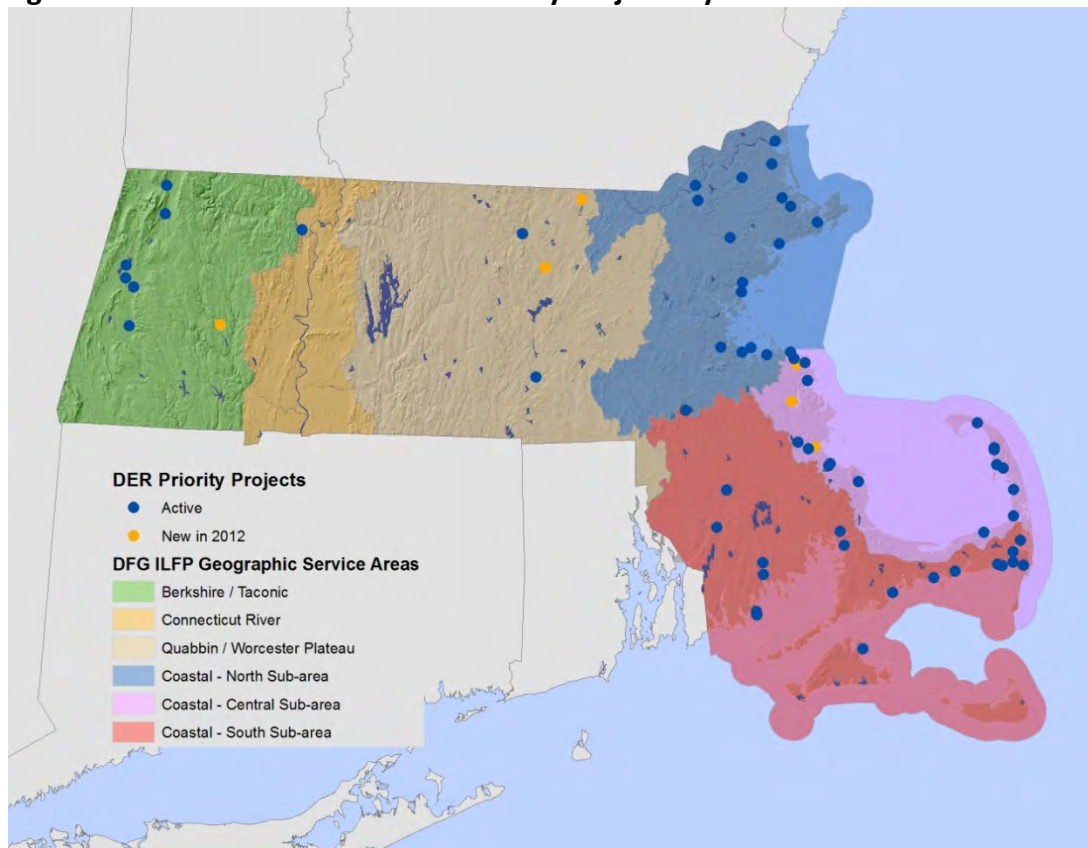 DER Priority Projects
Active
New in 2012
DFG ILFP Geographic Service Areas
Berkshire / Taconic
Connecticut River
Quabbin / Worcester Plateau
Coastal - North Sub-area
Coastal - Central Sub-area
Coastal - South Sub-area